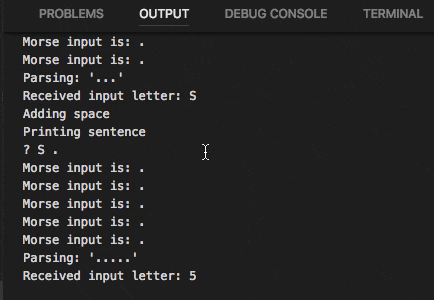 PROBLEMS OUTPUT DEBUG CONSOLE TERMINAL
Morse input is: .
Morse input is: .
Parsing: '...'
Received input letter: S
Adding space
Printing sentence
? S .
Morse input is: .
Morse input is: .
Morse input is: .
Morse input is: .
Morse input is: .
Parsing: '.....'
Received input letter: 5